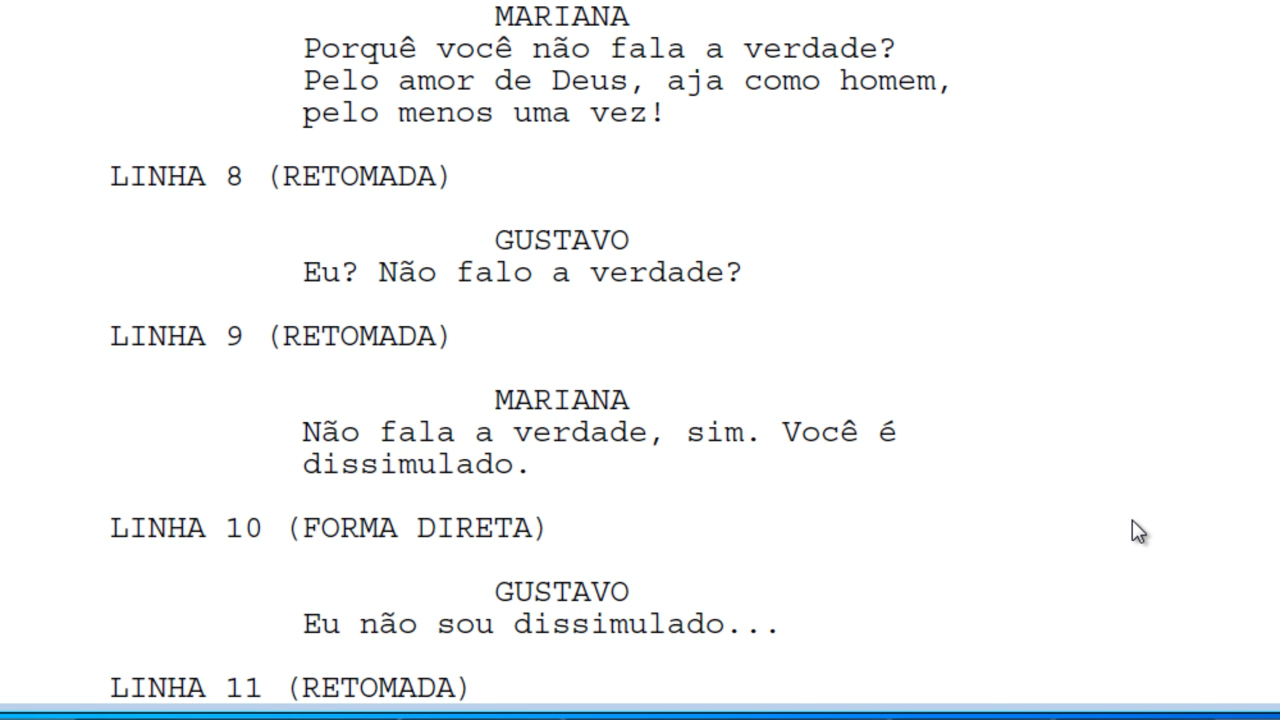 MARIANA
Porquê você não fala a verdade?
Pelo amor de Deus, aja como homem,
pelo menos uma vez!
LINHA 8 (RETOMADA)
GUSTAVO
Eu? Não falo a verdade?
LINHA 9 (RETOMADA)
MARIANA
Não fala a verdade, sim. Você é
dissimulado.
LINHA 10 (FORMA DIRETA)
GUSTAVO
Eu não sou dissimulado...
LINHA 11 (RETOMADA)